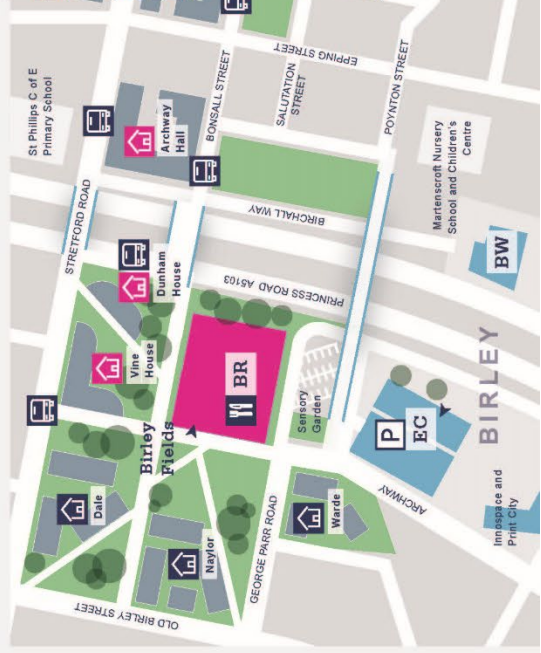 St Phillips C of E
Primary School
Archway
Hall
BONSALL STREET
SALUTATION
STREET
EPPING STREET
POYNTON STREET
STRETFORD ROAD
Martenscroft Nursery
School and Children's
Centre
BIRCHALL WAY
Dunham
House
PRINCESS ROAD A5103
BW
Vine
House
BR
Sensory
Garden
Birley
Fields
P
EC
BIRLEY
Dale
Naylor
Warde
ARCHWAY
GEORGE PARR ROAD
Innospace and
Print City
OLD BIRLEY STREET